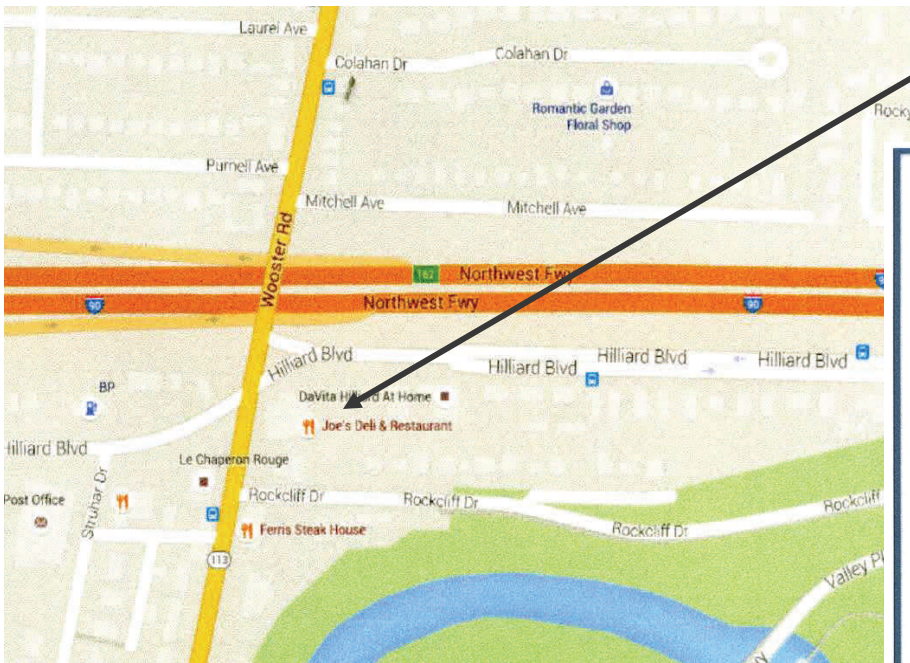 Laurel Ave
Colahan Dr
Colahan Dr
Romantic Garden
Floral Shop
Rocky
Purnell Ave
Mitchell Ave
Mitchell Ave
Wooster Rd
162
Northwest Fwy
90
Northwest Fwy
90
Hilliard Blvd
Hilliard Blvd
Hilliard Blvd
Hilliard Blvd
BP
DaVita Hilliard At Home
Joe's Deli & Restaurant
Hilliard Blvd
Le Chaperon Rouge
Post Office
Struhar Dr
Rockcliff Dr
Rockcliff Dr
Rockcliff
Ferris Steak House
Rockcliff Dr
113
Valley